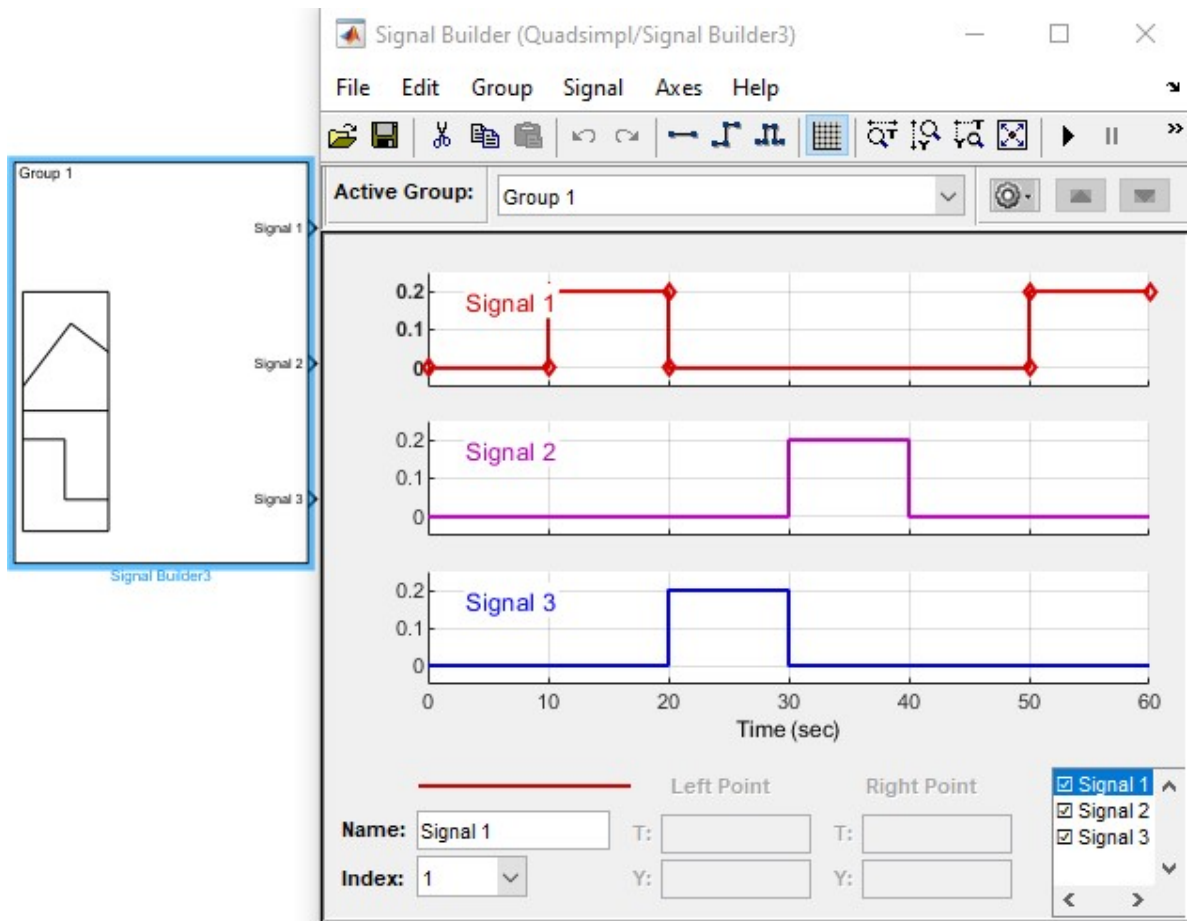 Signal Builder (Quadsimpl/Signal Builder3)
File Edit Group Signal Axes Help
Active Group: Group 1
Group 1
Signal 1
Signal 2
Signal 3
Signal Builder3
0.2
0.1
0
Signal 1
0.2
0.1
0
Signal 2
0.2
0.1
0
Signal 3
0 10 20 30 40 50 60
Time (sec)
Left Point Right Point
Name: Signal 1 T: T:
Index: 1 Y: Y:
Signal 1
Signal 2
Signal 3